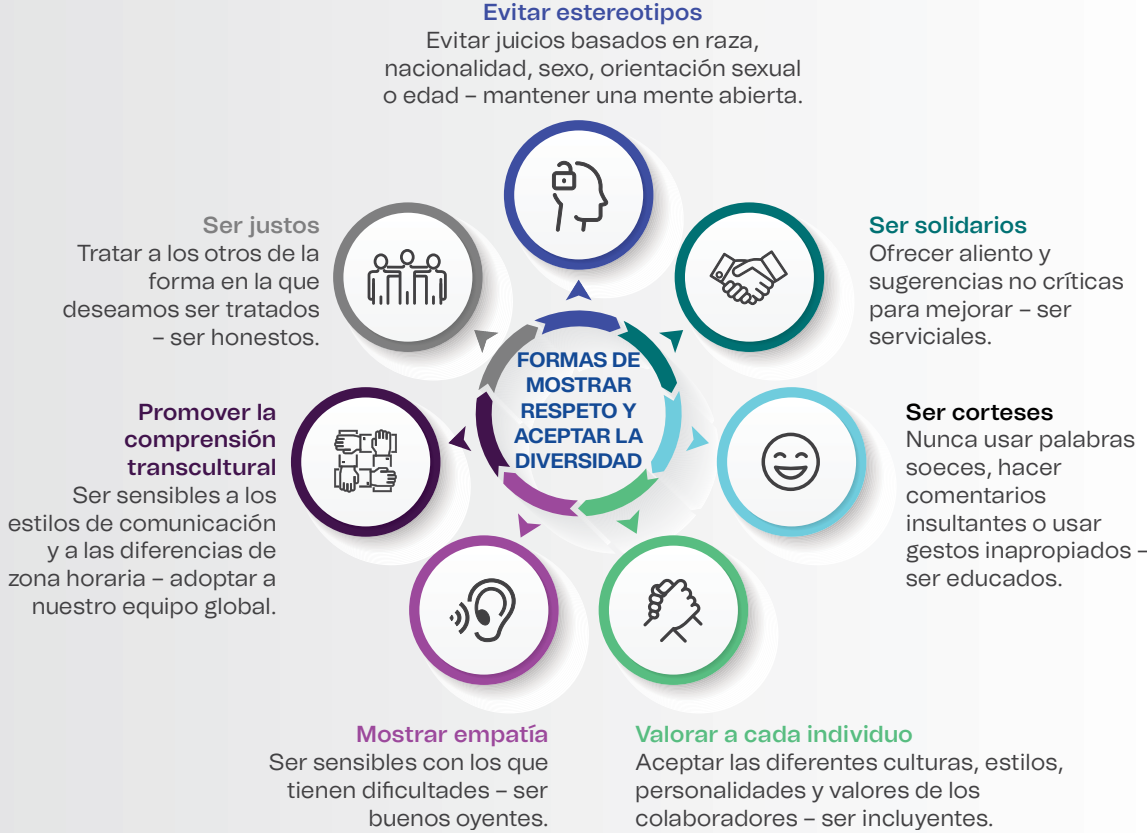 Evitar estereotipos
Evitar juicios basados en raza,
nacionalidad, sexo, orientación sexual
o edad – mantener una mente abierta.
Ser solidarios
Ofrecer aliento y
sugerencias no críticas
para mejorar – ser
serviciales.
Ser corteses
Nunca usar palabras
soeces, hacer
comentarios
insultantes o usar
gestos inapropiados –
ser educados.
Valorar a cada individuo
Aceptar las diferentes culturas, estilos,
personalidades y valores de los
colaboradores – ser incluyentes.
Mostrar empatía
Ser sensibles con los que
tienen dificultades – ser
buenos oyentes.
Promover la
comprensión
transcultural
Ser sensibles a los
estilos de comunicación
y a las diferencias de
zona horaria – adoptar a
nuestro equipo global.
Ser justos
Tratar a los otros de la
forma en la que
deseamos ser tratados
– ser honestos.
FORMAS DE
MOSTRAR
RESPETO Y
ACEPTAR LA
DIVERSIDAD